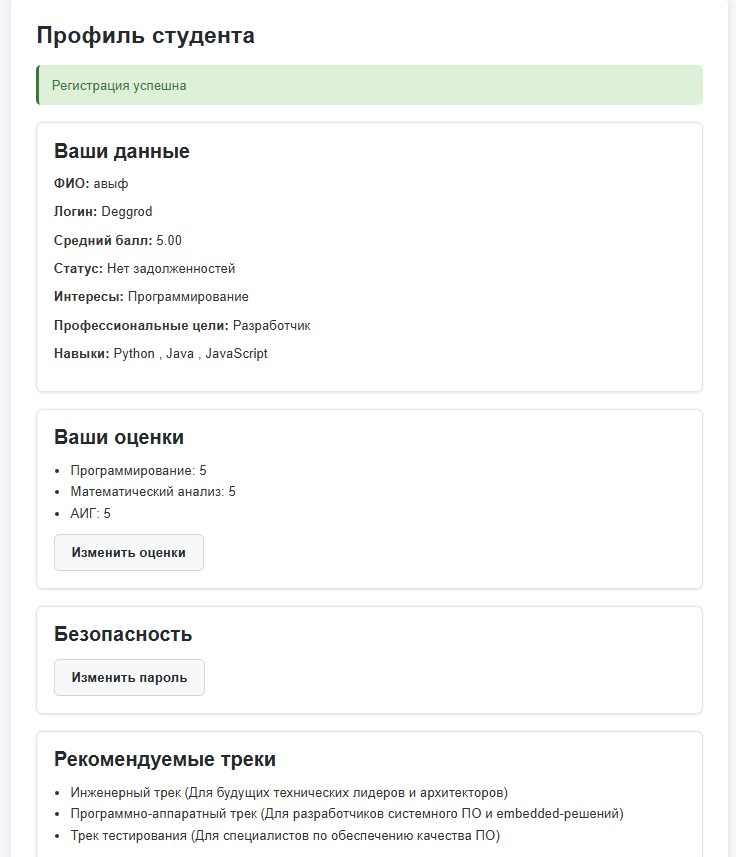 Профиль студента
Регистрация успешна
Ваши данные
ФИО: авыф
Логин: Deggrod
Средний балл: 5.00
Статус: Нет задолженностей
Интересы: Программирование
Профессиональные цели: Разработчик
Навыки: Python , Java , JavaScript
Ваши оценки
• Программирование: 5
• Математический анализ: 5
• АИГ: 5
Изменить оценки
Безопасность
Изменить пароль
Рекомендуемые треки
• Инженерный трек (Для будущих технических лидеров и архитекторов)
• Программно-аппаратный трек (Для разработчиков системного ПО и embedded-решений)
• Трек тестирования (Для специалистов по обеспечению качества ПО)